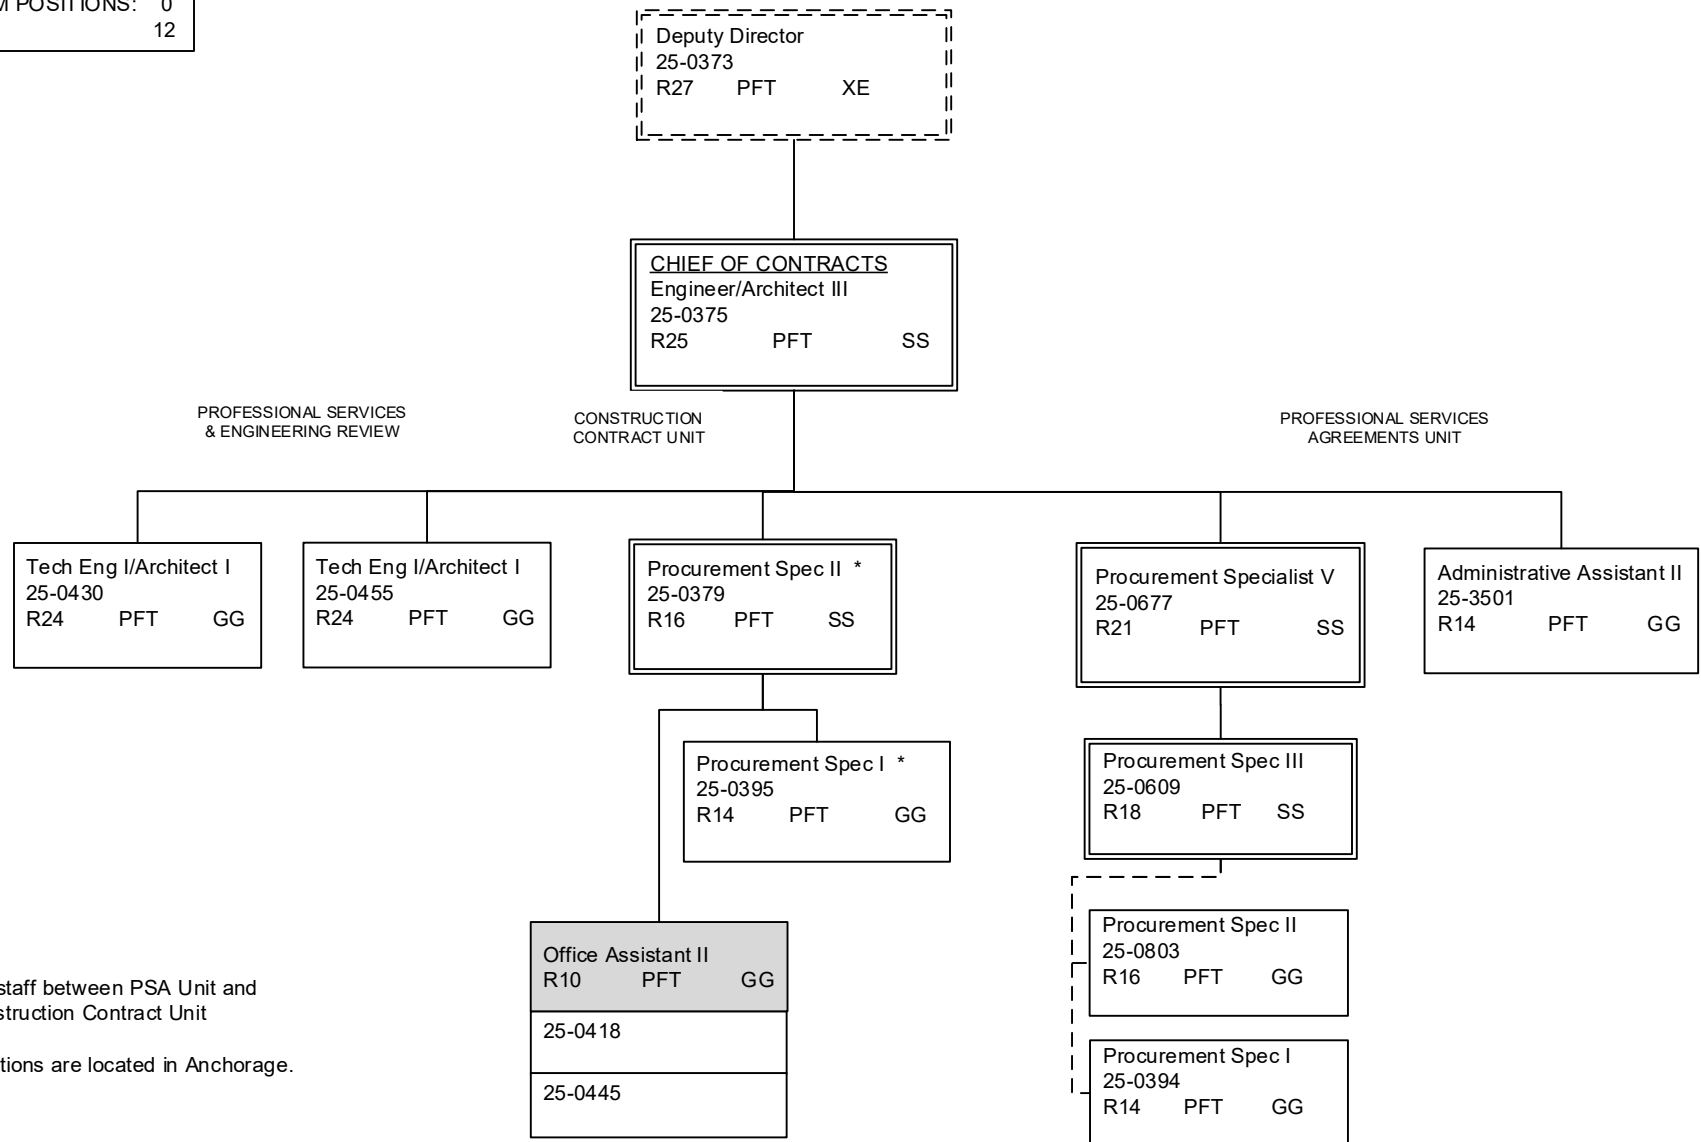 POSITIONS: 0
12
Deputy Director
25-0373
R27 PFT XE
CHIEF OF CONTRACTS
Engineer/Architect III
25-0375
R25 PFT SS
PROFESSIONAL SERVICES
& ENGINEERING REVIEW
CONSTRUCTION
CONTRACT UNIT
PROFESSIONAL SERVICES
AGREEMENTS UNIT
Tech Eng I/Architect I
25-0430
R24 PFT GG
Tech Eng I/Architect I
25-0455
R24 PFT GG
Procurement Spec II *
25-0379
R16 PFT SS
Procurement Specialist V
25-0677
R21 PFT SS
Administrative Assistant II
25-3501
R14 PFT GG
Procurement Spec I *
25-0395
R14 PFT GG
Procurement Spec III
25-0609
R18 PFT SS
Office Assistant II
R10 PFT GG
25-0418
25-0445
Procurement Spec II
25-0803
R16 PFT GG
Procurement Spec I
25-0394
R14 PFT GG
staff between PSA Unit and
struction Contract Unit
tions are located in Anchorage.